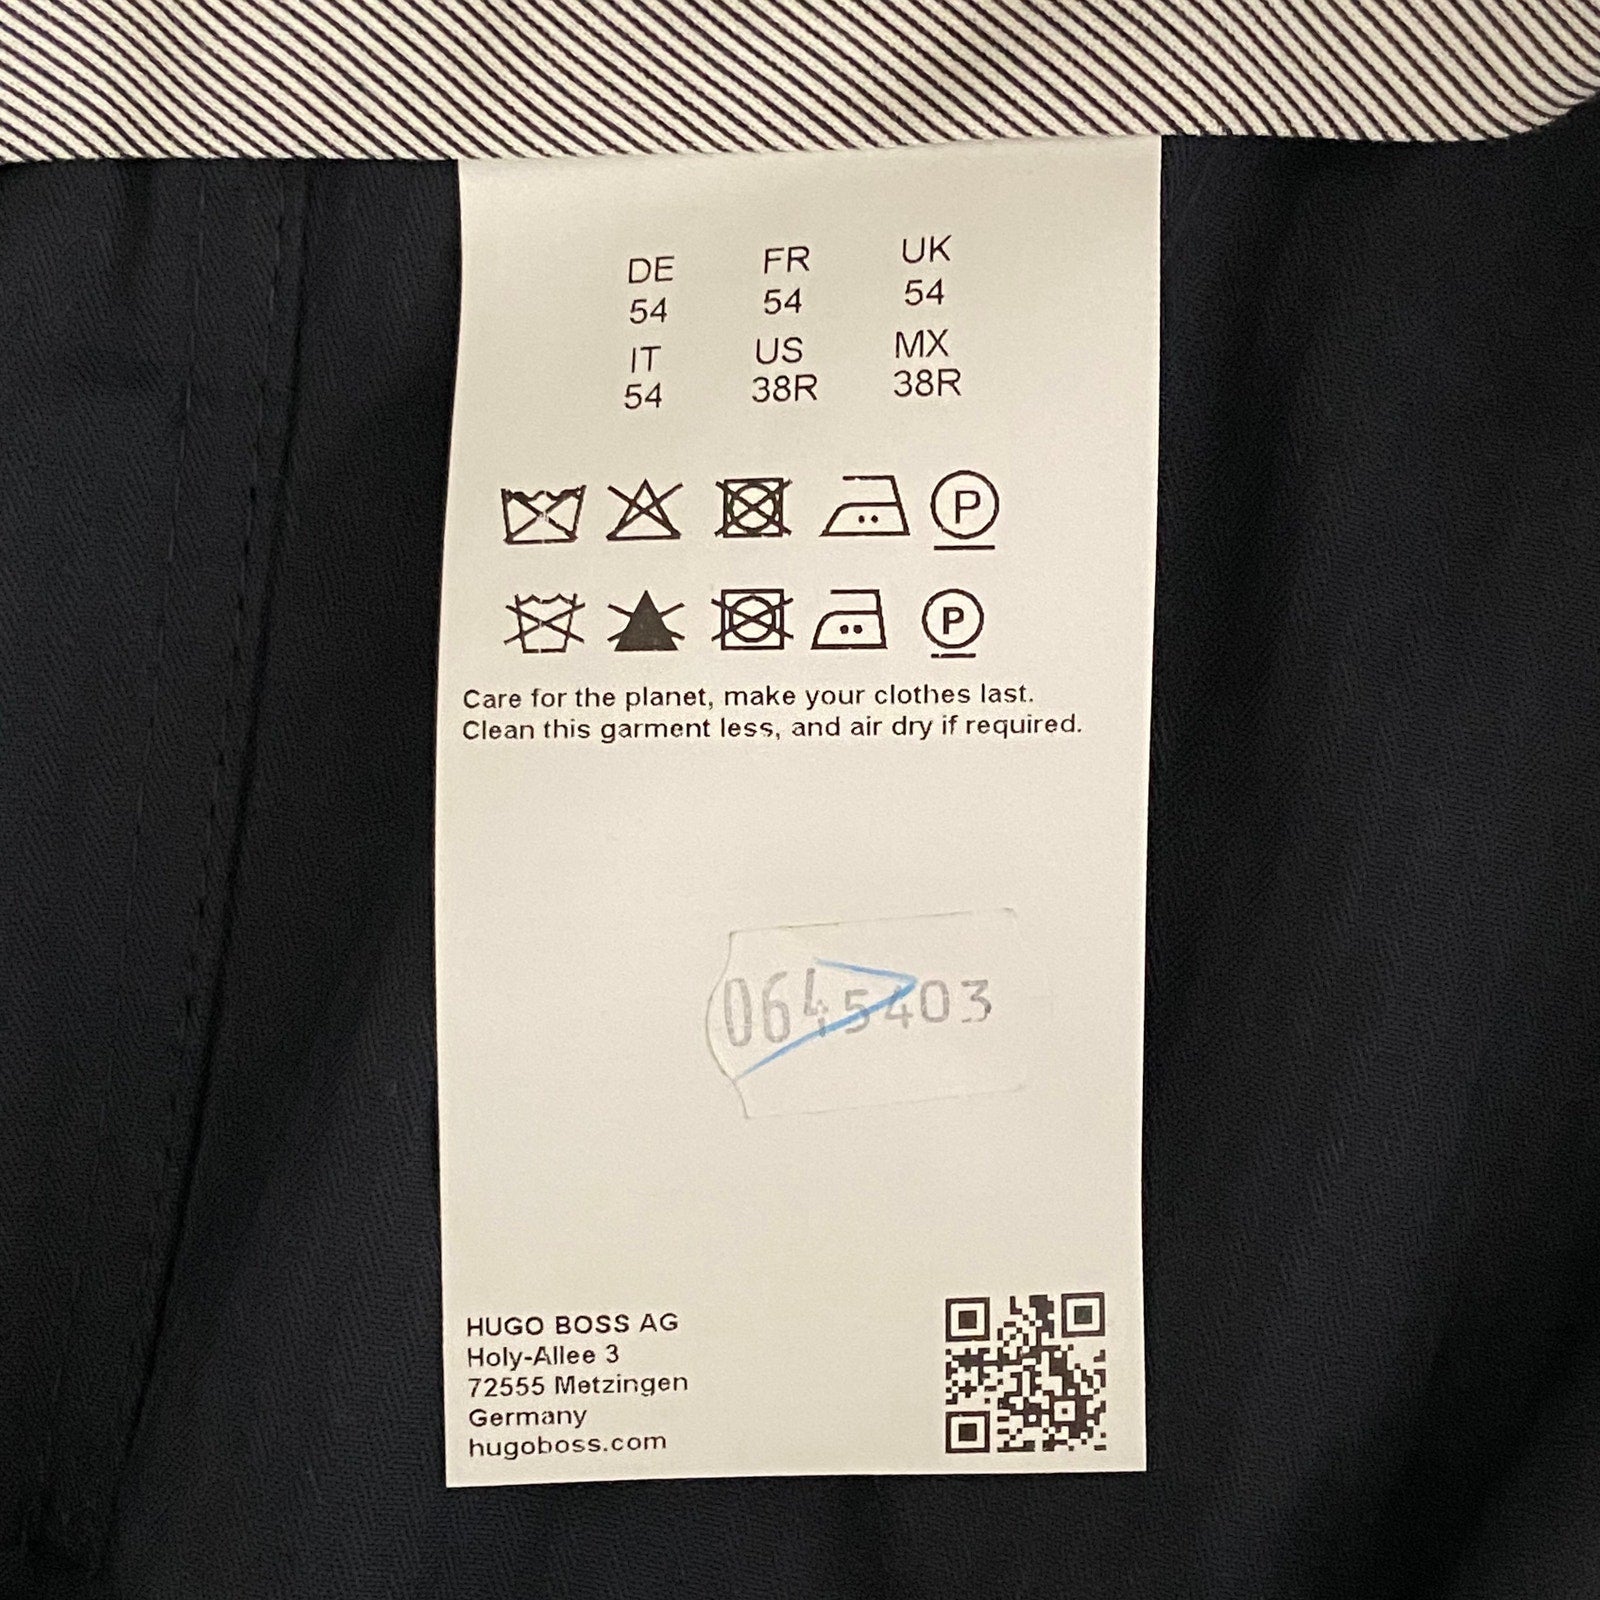 DE FR UK
54 54 54
IT US MX
54 38R 38R
P
P
Care for the planet, make your clothes last.
Clean this garment less, and air dry if required.
0645403
HUGO BOSS AG
Holy-Allee 3
72555 Metzingen
Germany
hugoboss.com